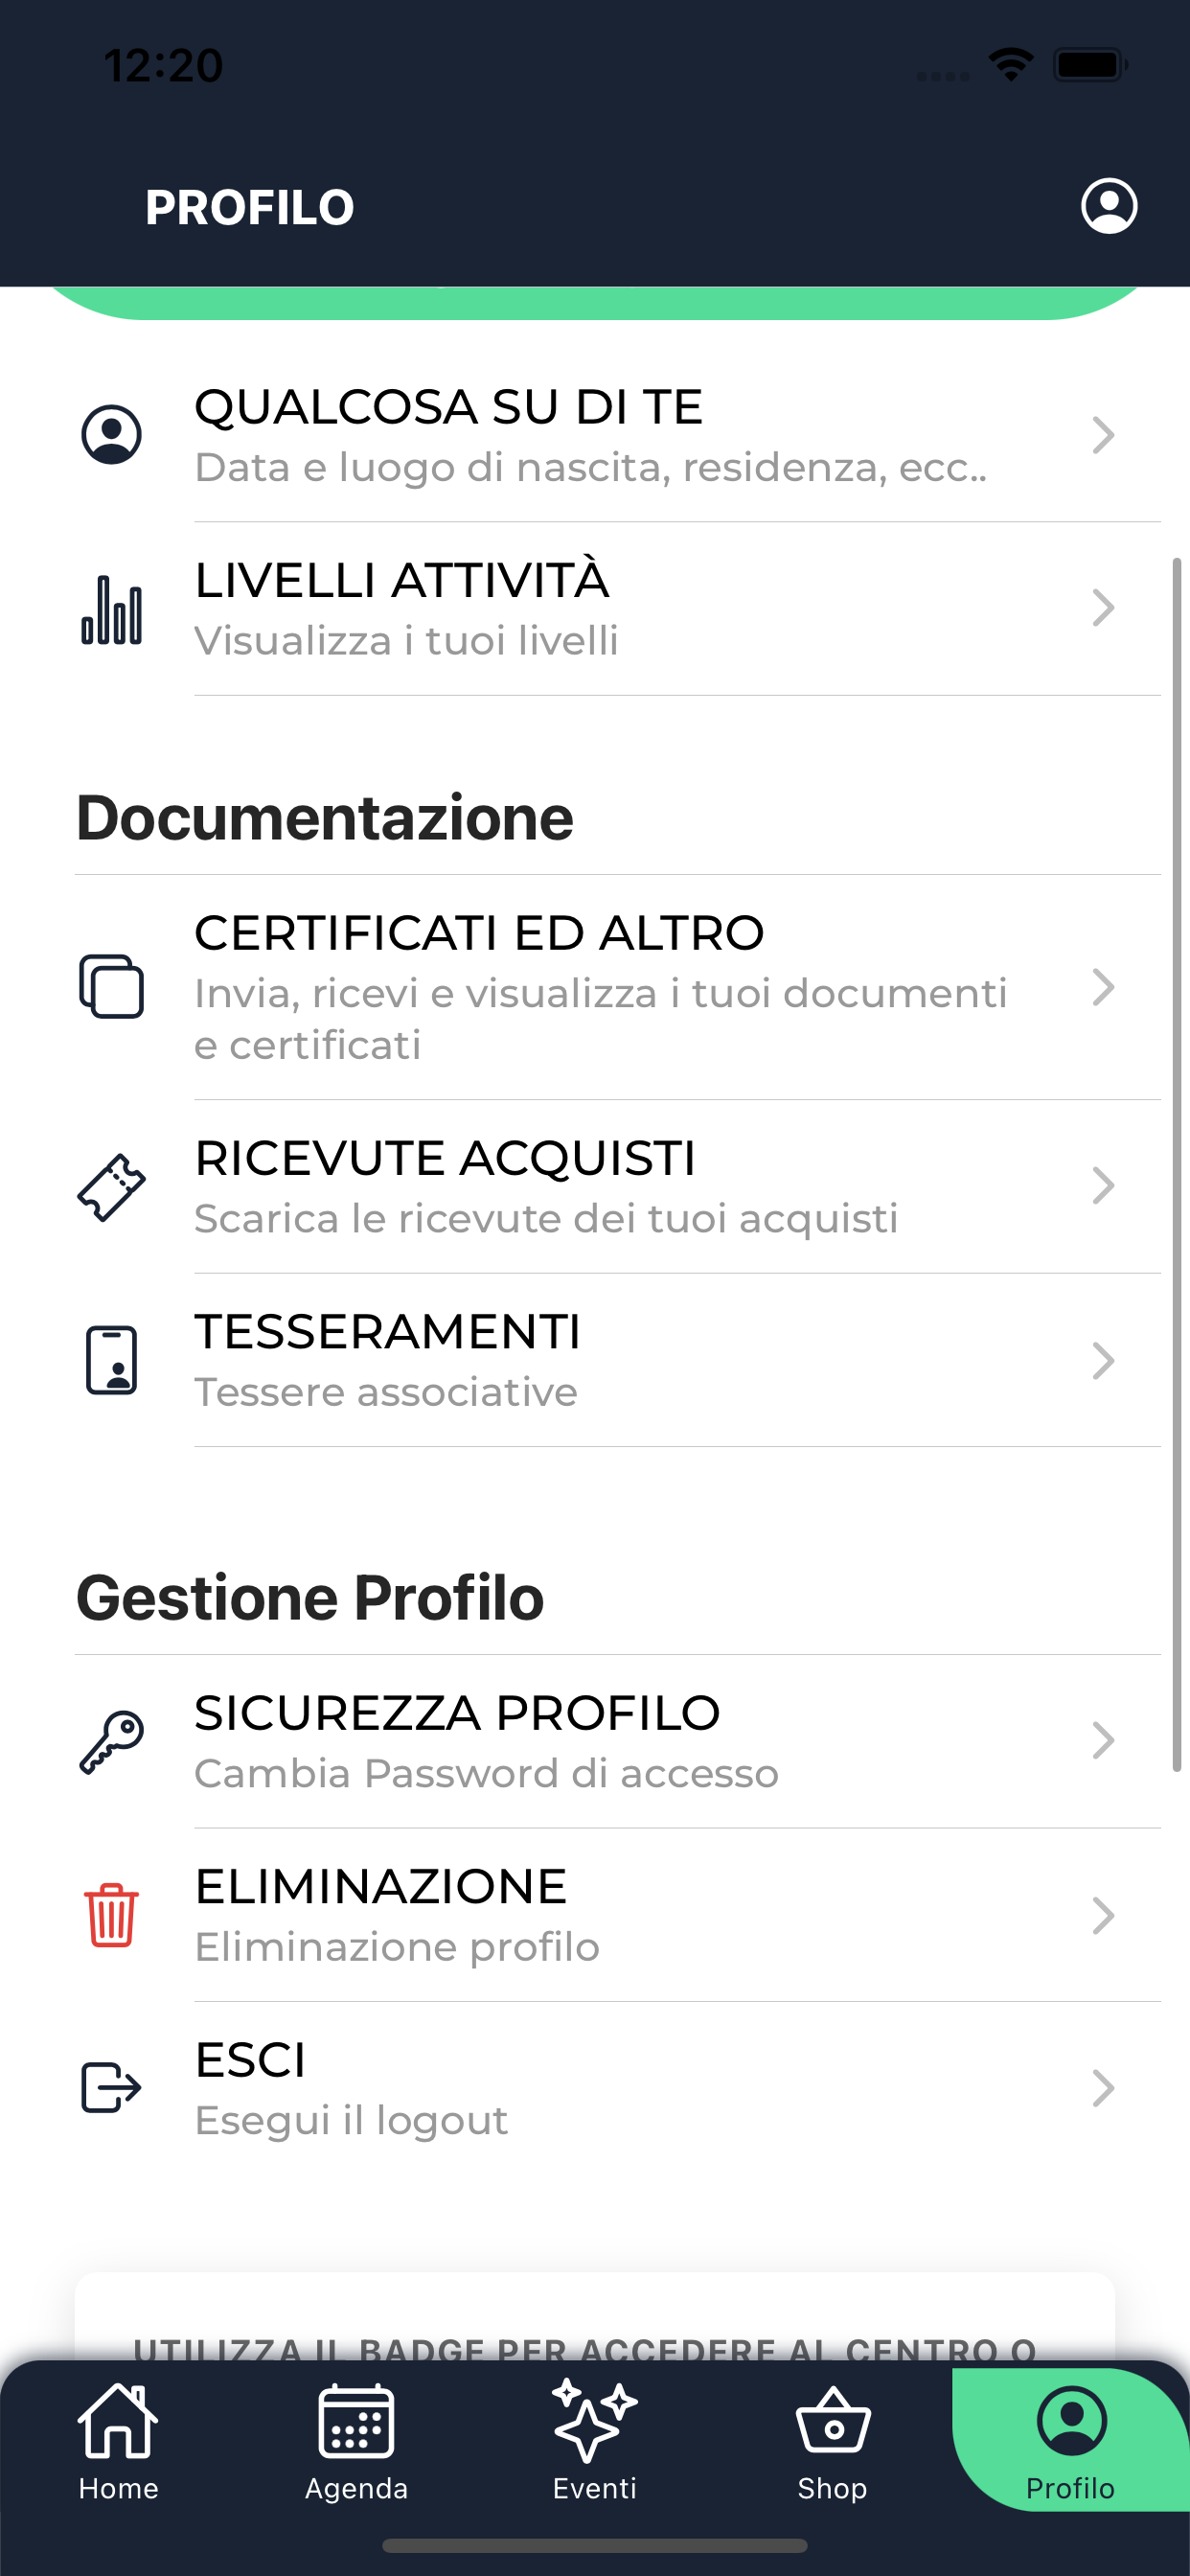 12:20
PROFILO
QUALCOSA SU DI TE
Data e luogo di nascita, residenza, ecc..
LIVELLI ATTIVITÀ
Visualizza i tuoi livelli
Documentazione
CERTIFICATI ED ALTRO
Invia, ricevi e visualizza i tuoi documenti
e certificati
RICEVUTE ACQUISTI
Scarica le ricevute dei tuoi acquisti
TESSERAMENTI
Tessere associative
Gestione Profilo
SICUREZZA PROFILO
Cambia Password di accesso
ELIMINAZIONE
Eliminazione profilo
ESCI
Esegui il logout
UTILIZZA IL BADGE PER ACCEDERE AL CENTRO O
Home
Agenda
Eventi
Shop
Profilo